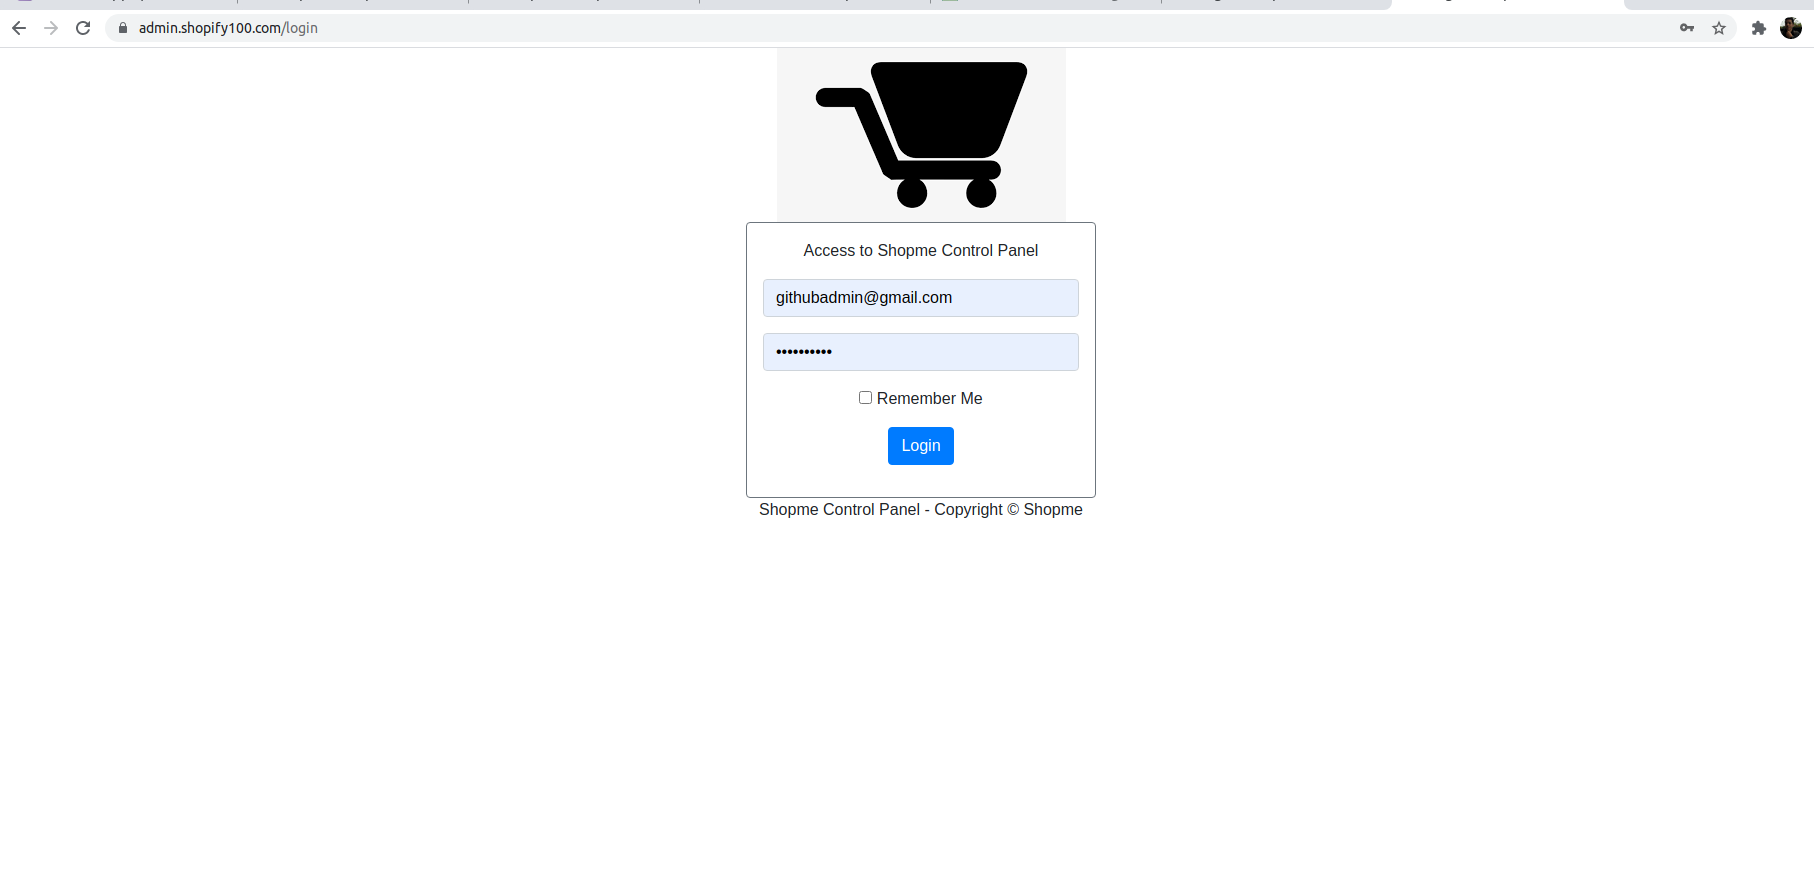 admin.shopify100.com/login
Access to Shopme Control Panel
githubadmin@gmail.com
••••••••••
Remember Me
Login
Shopme Control Panel - Copyright © Shopme